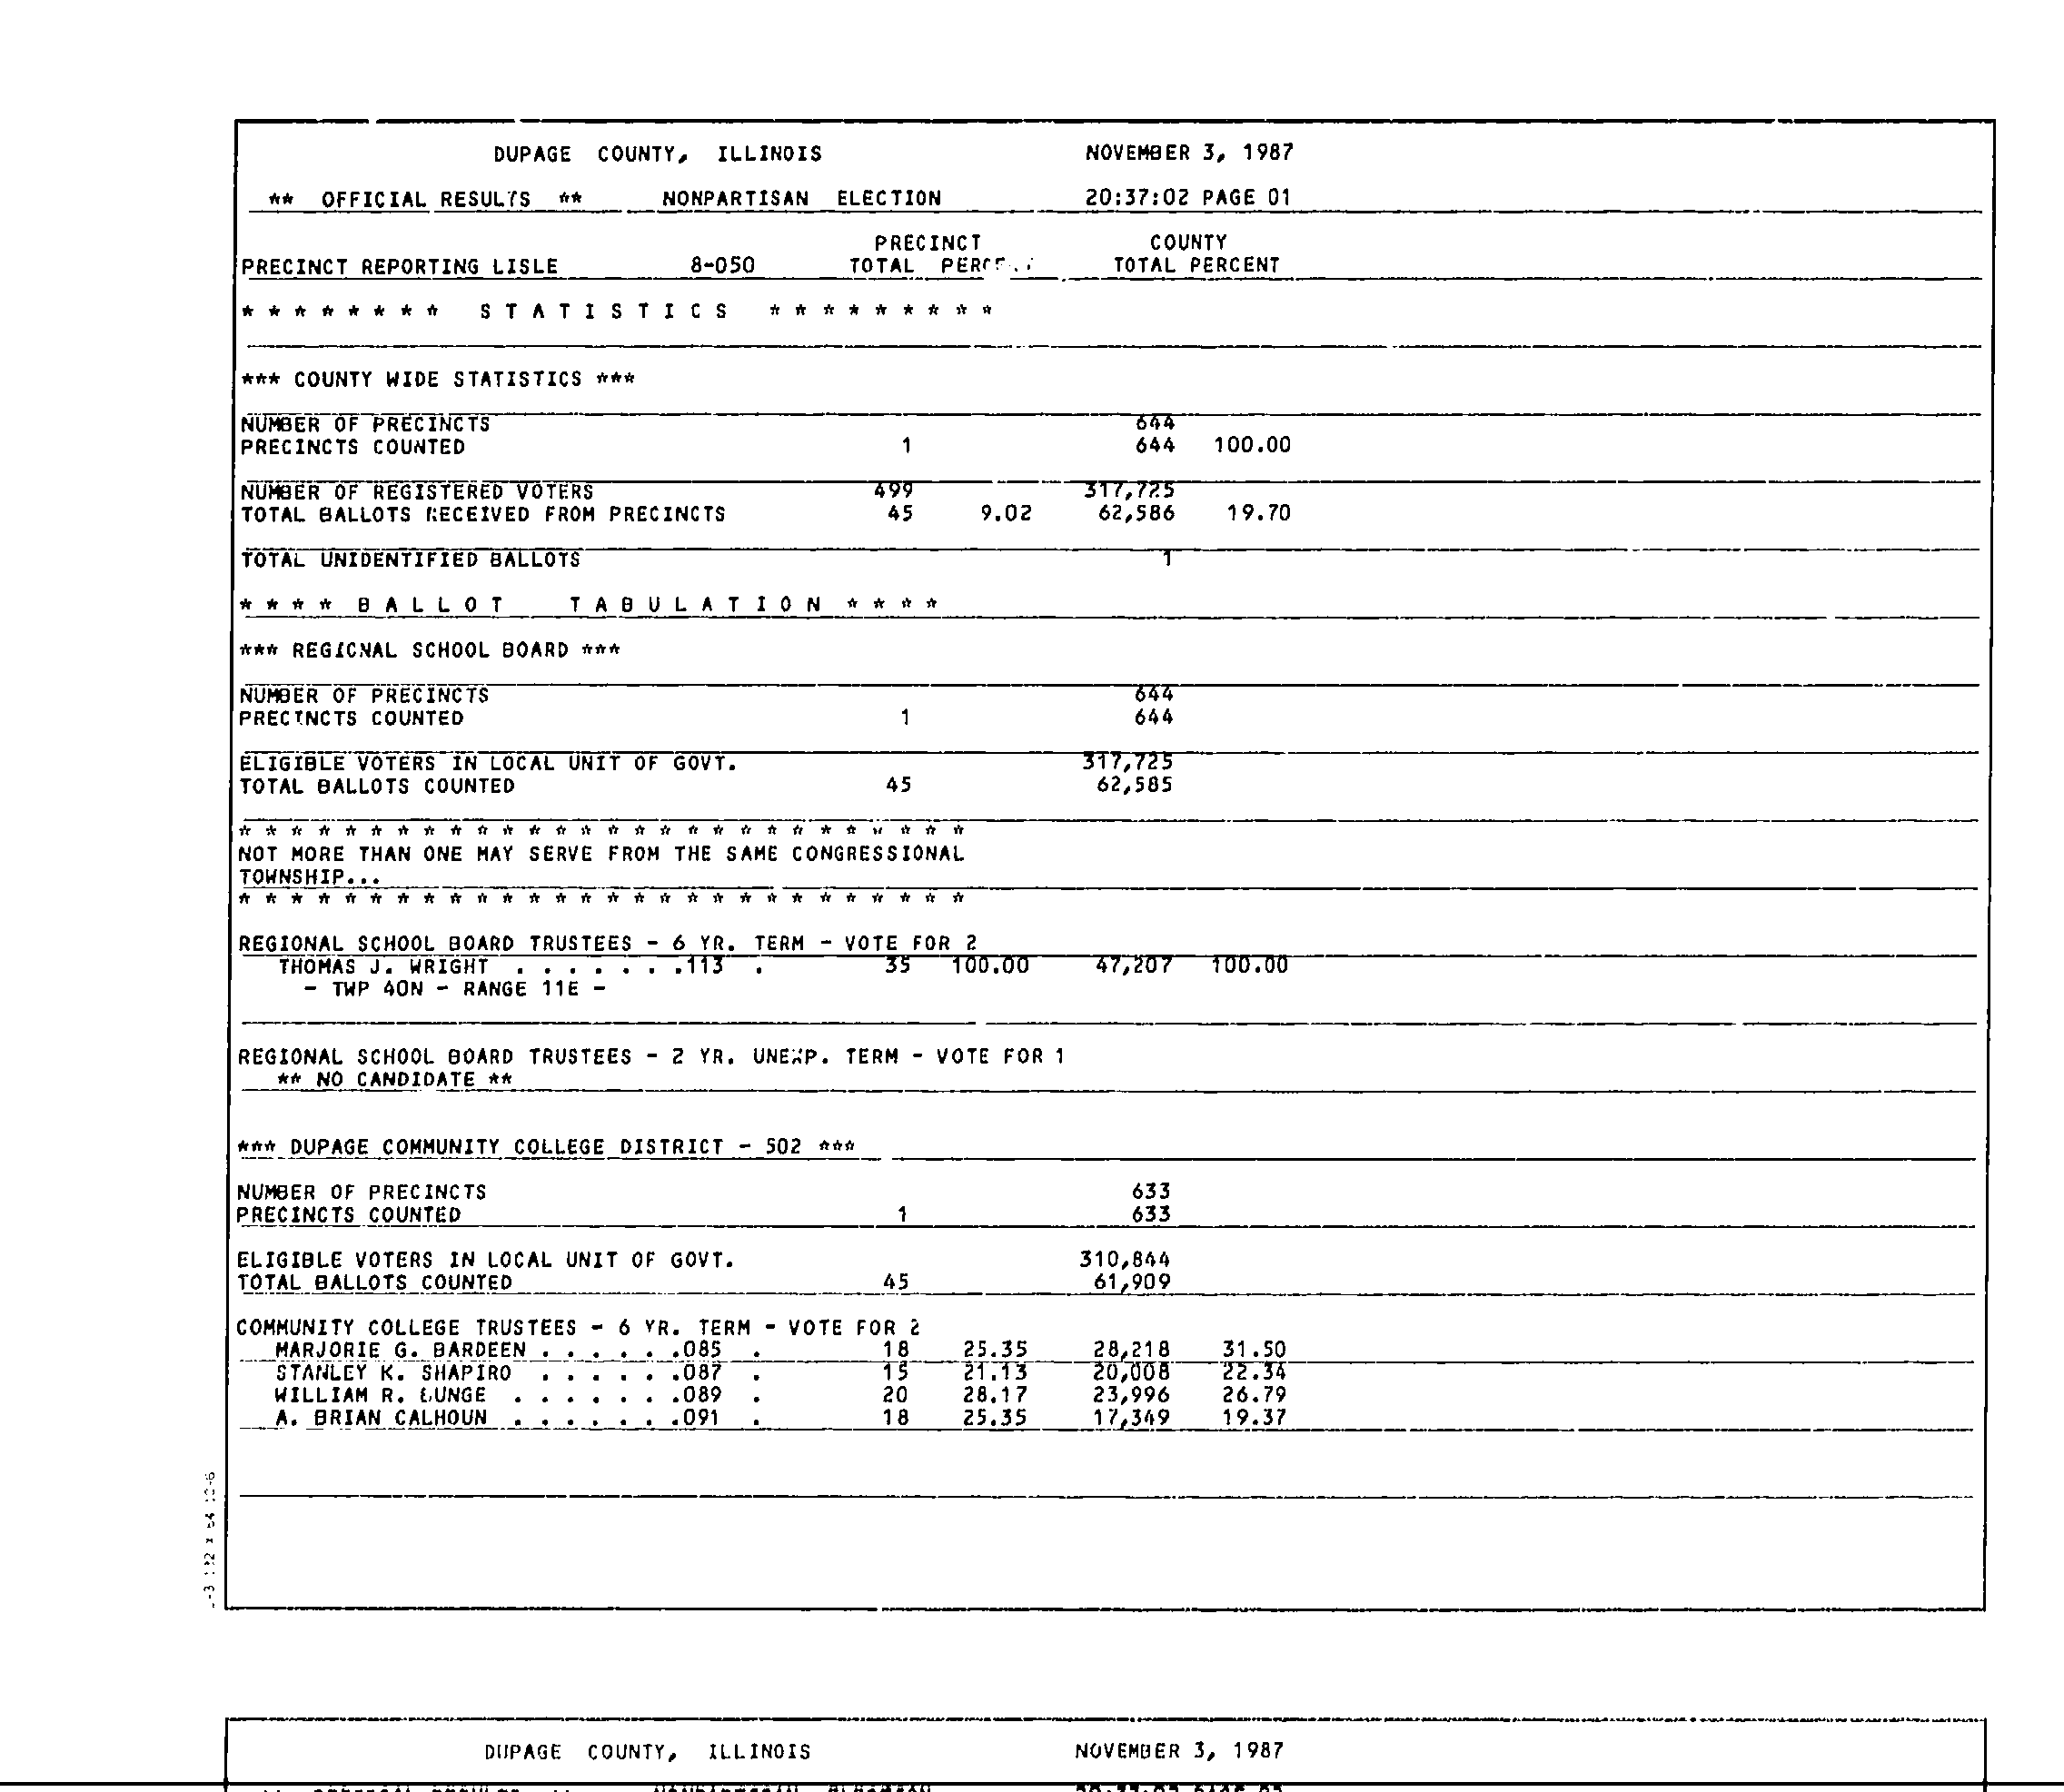 DUPAGE COUNTY, ILLINOIS NOVEMBER 3, 1987
** OFFICIAL RESULTS ** NONPARTISAN ELECTION 20:37:02 PAGE 01
PRECINCT COUNTY
PRECINCT REPORTING LISLE 8-050 TOTAL TOTAL PERCENT
* * * * * * * * S T A T I S T I C S * * * * * * * * *
*** COUNTY WIDE STATISTICS ***
NUMBER OF PRECINCTS 644
PRECINCTS COUNTED 1 644 100.00
NUMBER OF REGISTERED VOTERS 499 317,725
TOTAL BALLOTS RECEIVED FROM PRECINCTS 45 9.02 62,586 19.70
TOTAL UNIDENTIFIED BALLOTS 1
* * * * B A L L O T T A B U L A T I O N * * * *
*** REGIONAL SCHOOL BOARD ***
NUMBER OF PRECINCTS 644
PRECINCTS COUNTED 1 644
ELIGIBLE VOTERS IN LOCAL UNIT OF GOVT. 317,725
TOTAL BALLOTS COUNTED 45 62,585
* * * * * * * * * * * * * * * * * * * * * * * * * * * *
NOT MORE THAN ONE MAY SERVE FROM THE SAME CONGRESSIONAL
TOWNSHIP...
* * * * * * * * * * * * * * * * * * * * * * * * * * * *
REGIONAL SCHOOL BOARD TRUSTEES - 6 YR. TERM - VOTE FOR 2
THOMAS J. WRIGHT . . . . . . .113 . 35 100.00 47,207 100.00
- TWP 40N - RANGE 11E -
REGIONAL SCHOOL BOARD TRUSTEES - 2 YR. UNEXP. TERM - VOTE FOR 1
** NO CANDIDATE **
*** DUPAGE COMMUNITY COLLEGE DISTRICT - 502 ***
NUMBER OF PRECINCTS 633
PRECINCTS COUNTED 1 633
ELIGIBLE VOTERS IN LOCAL UNIT OF GOVT. 310,844
TOTAL BALLOTS COUNTED 45 61,909
COMMUNITY COLLEGE TRUSTEES - 6 YR. TERM - VOTE FOR 2
MARJORIE G. BARDEEN . . . . . .085 . 18 25.35 28,218 31.50
STANLEY K. SHAPIRO . . . . . .087 . 15 21.13 20,008 22.34
WILLIAM R. . . . . . . .089 . 20 28.17 23,996 26.79
A. BRIAN CALHOUN . . . . . . .091 . 18 25.35 17,349 19.37
DUPAGE COUNTY, ILLINOIS NOVEMBER 3, 1987